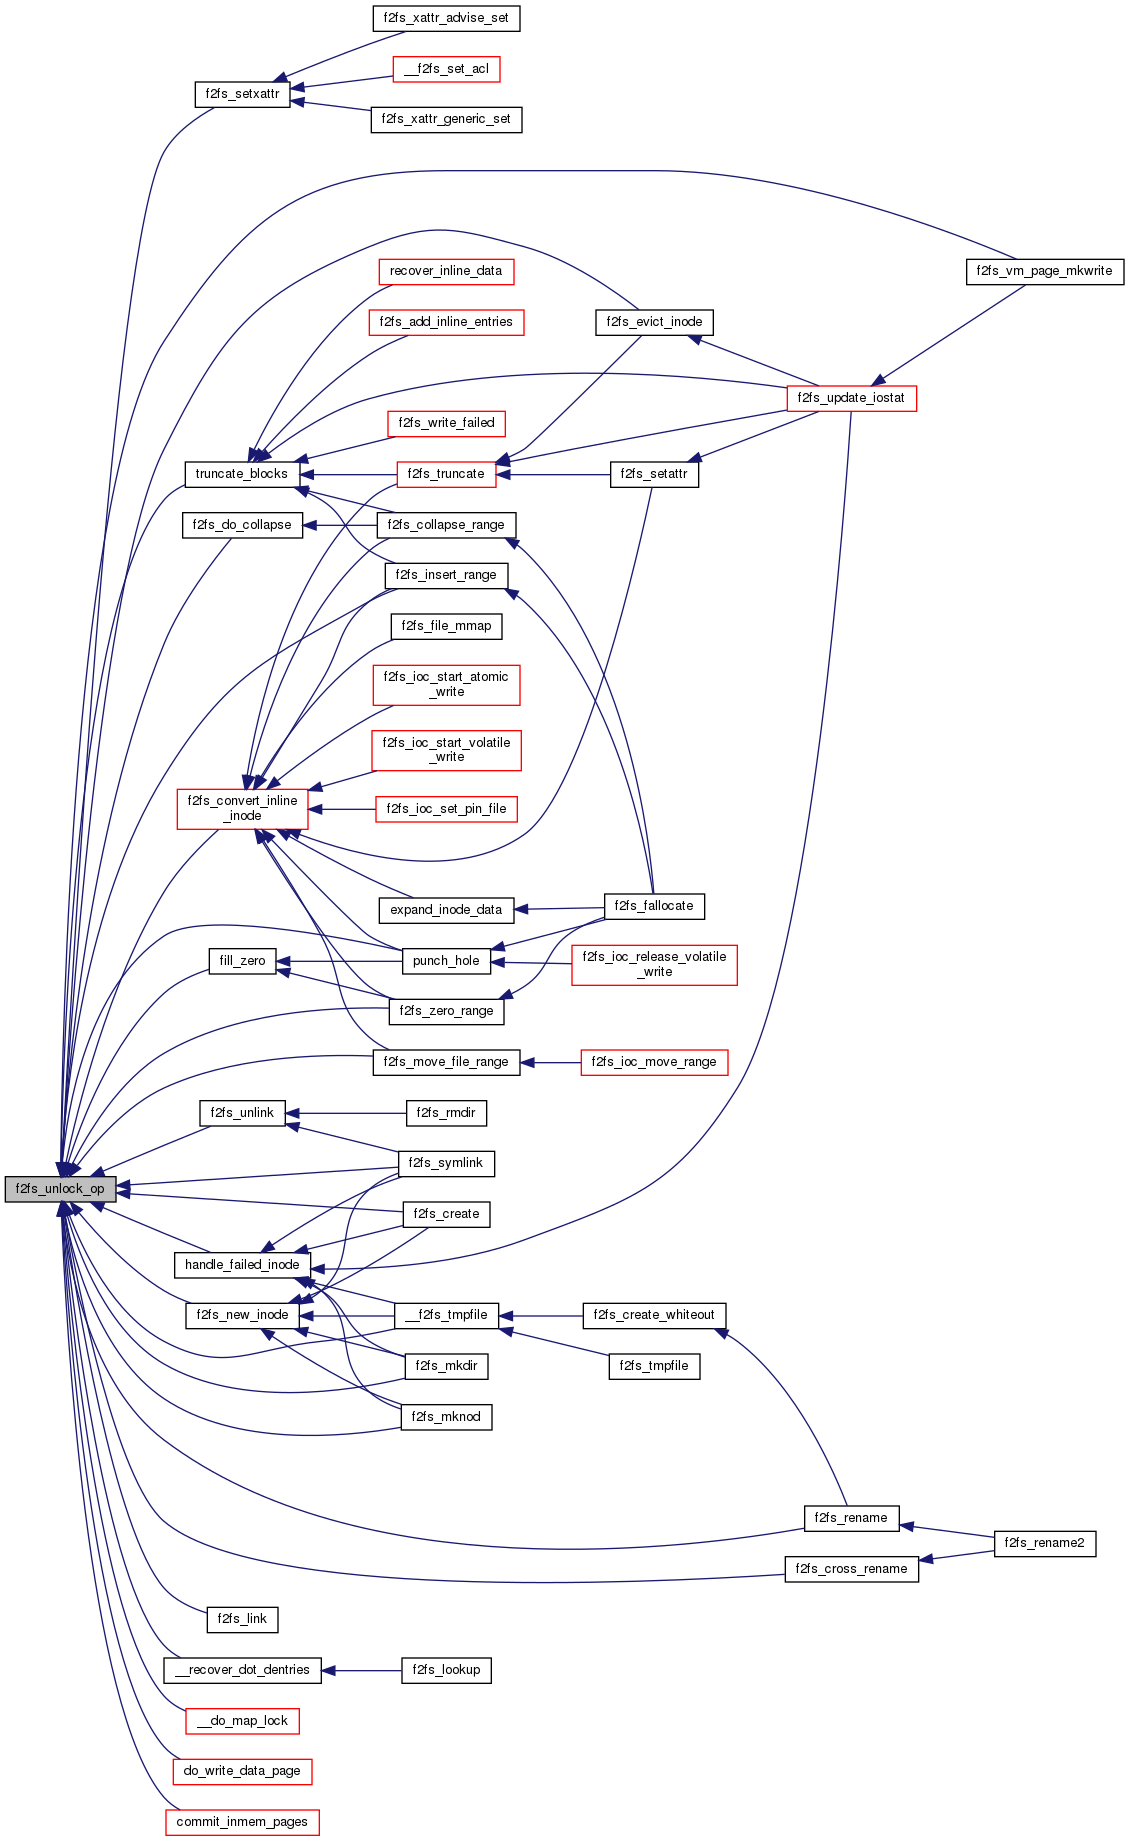 f2fs_xattr_advise_set
__f2fs_set_acl
f2fs_setxattr
f2fs_xattr_generic_set
f2fs_vm_page_mkwrite
recover_inline_data
f2fs_add_inline_entries
f2fs_evict_inode
f2fs_update_iostat
f2fs_write_failed
truncate_blocks
f2fs_truncate
f2fs_setattr
f2fs_do_collapse
f2fs_collapse_range
f2fs_insert_range
f2fs_file_mmap
f2fs_ioc_start_atomic
_write
f2fs_ioc_start_volatile
_write
f2fs_convert_inline
_inode
f2fs_ioc_set_pin_file
expand_inode_data
f2fs_fallocate
fill_zero
punch_hole
f2fs_ioc_release_volatile
_write
f2fs_zero_range
f2fs_move_file_range
f2fs_ioc_move_range
f2fs_unlink
f2fs_rmdir
f2fs_symlink
f2fs_unlock_op
f2fs_create
handle_failed_inode
f2fs_new_inode
__f2fs_tmpfile
f2fs_create_whiteout
f2fs_mkdir
f2fs_tmpfile
f2fs_mknod
f2fs_rename
f2fs_rename2
f2fs_cross_rename
f2fs_link
__recover_dot_dentries
f2fs_lookup
__do_map_lock
do_write_data_page
commit_inmem_pages